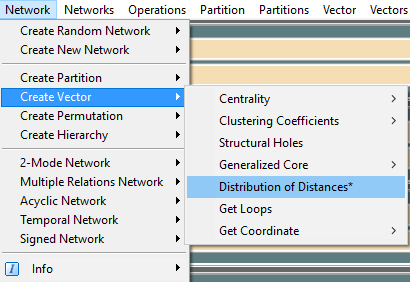 Network Networks Operations Partition Partitions Vector Vectors
Create Random Network
Create New Network
Create Partition
Create Vector
Create Permutation
Create Hierarchy
2-Mode Network
Multiple Relations Network
Acyclic Network
Temporal Network
Signed Network
Info
Centrality
Clustering Coefficients
Structural Holes
Generalized Core
Distribution of Distances*
Get Loops
Get Coordinate